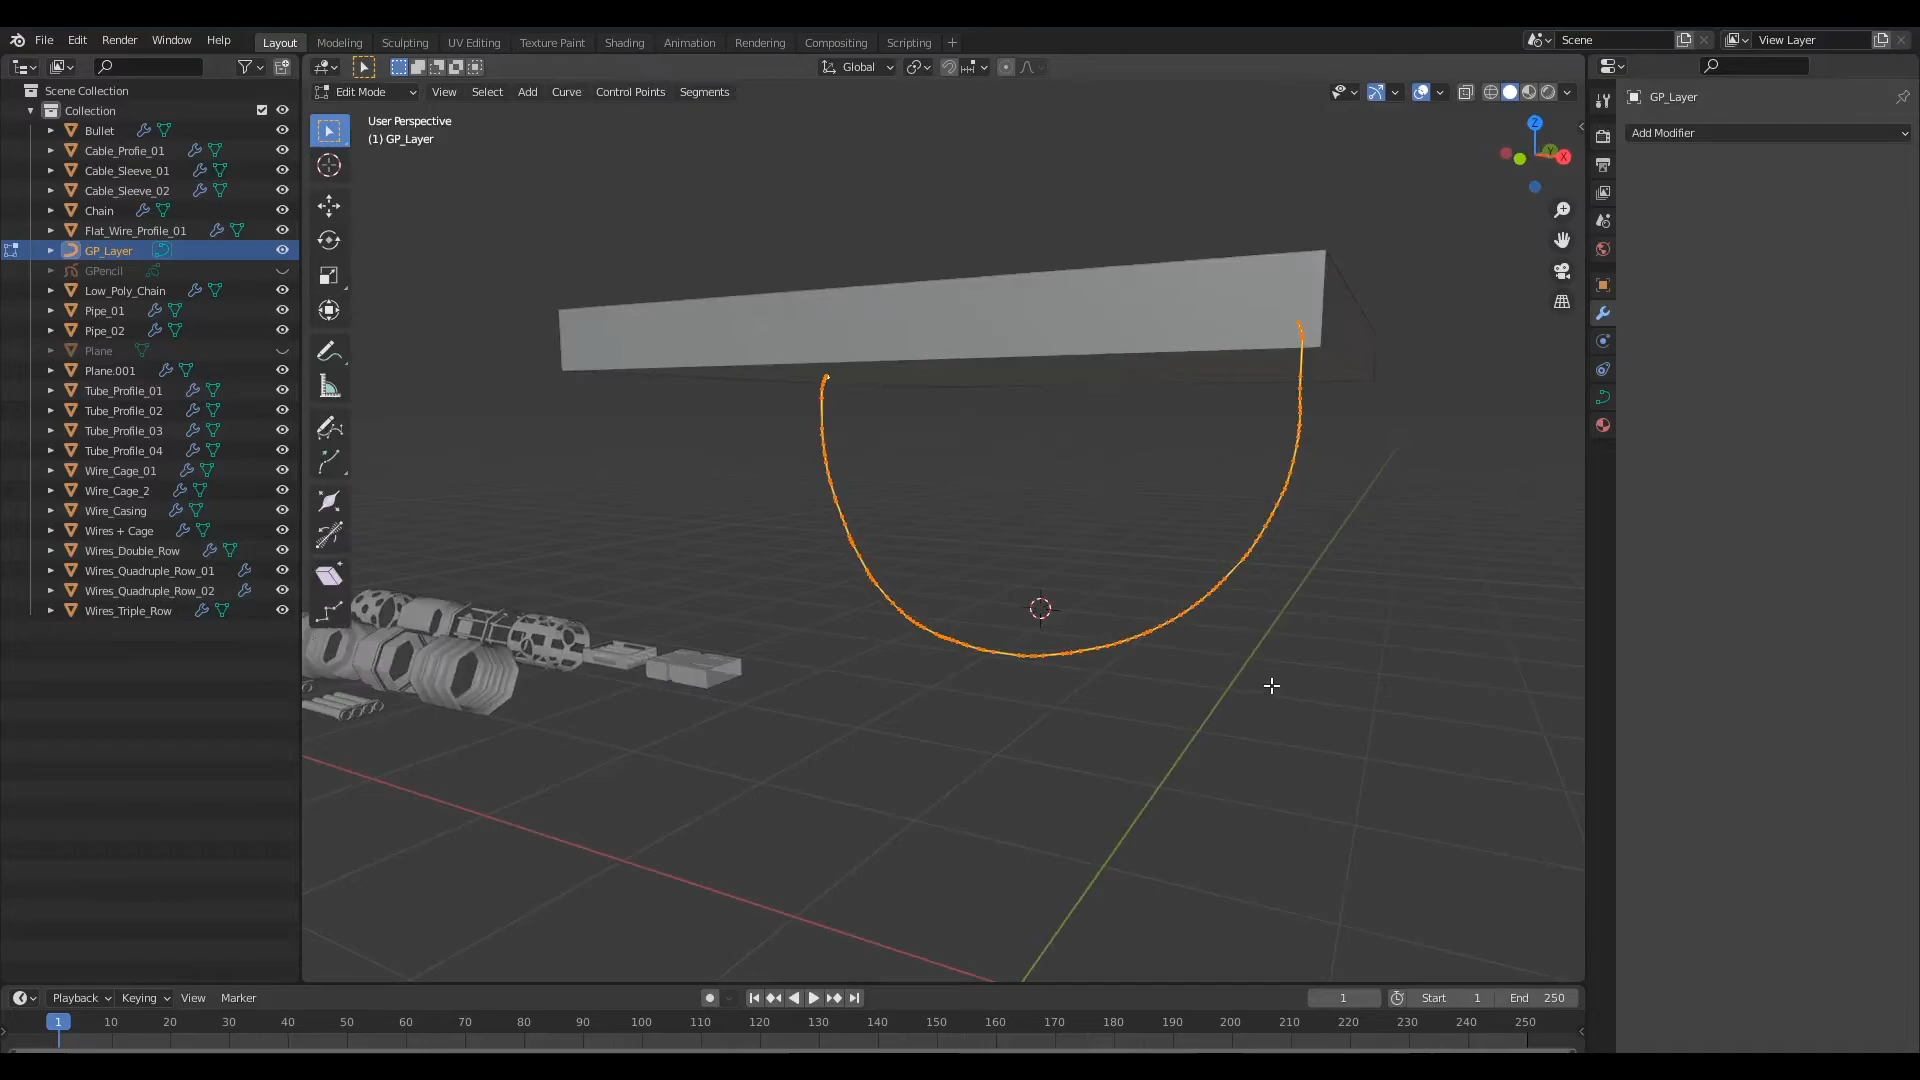 File Edit Render Window Help Layout Modeling Sculpting UV Editing Texture Paint Shading Animation Rendering Compositing Scripting + Scene View Layer
Global
Edit Mode View Select Add Curve Control Points Segments
Scene Collection
Collection
Bullet
Cable_Profie_01
Cable_Sleeve_01
Cable_Sleeve_02
Chain
Flat_Wire_Profile_01
GP_Layer
GPencil
Low_Poly_Chain
Pipe_01
Pipe_02
Plane
Plane.001
Tube_Profile_01
Tube_Profile_02
Tube_Profile_03
Tube_Profile_04
Wire_Cage_01
Wire_Cage_2
Wire_Casing
Wires + Cage
Wires_Double_Row
Wires_Quadruple_Row_01
Wires_Quadruple_Row_02
Wires_Triple_Row
User Perspective
(1) GP_Layer
Z
Y
X
GP_Layer
Add Modifier
Playback Keying View Marker 1 Start 1 End 250
1 10 20 30 40 50 60 70 80 90 100 110 120 130 140 150 160 170 180 190 200 210 220 230 240 250